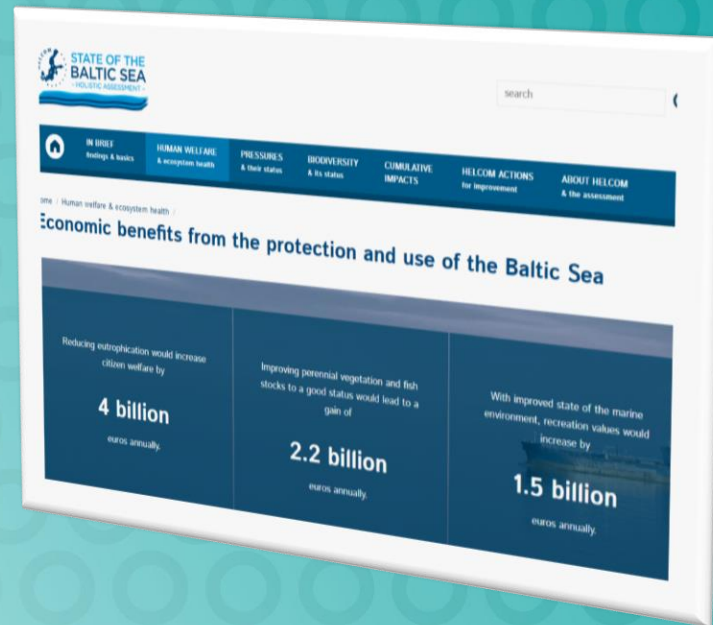 HELCOM
STATE OF THE
BALTIC SEA
- HOLISTIC ASSESSMENT -
search
IN BRIEF
findings & basics
HUMAN WELFARE
& ecosystem health
PRESSURES
& their status
BIODIVERSITY
& its status
CUMULATIVE
IMPACTS
HELCOM ACTIONS
for improvement
ABOUT HELCOM
& the assessment
ome / Human welfare & ecosystem health /
Economic benefits from the protection and use of the Baltic Sea
Reducing eutrophication would increase
citizen welfare by
4 billion
euros annually.
Improving perennial vegetation and fish
stocks to a good status would lead to a
gain of
2.2 billion
euros annually.
With improved state of the marine
environment, recreation values would
increase by
1.5 billion
euros annually.